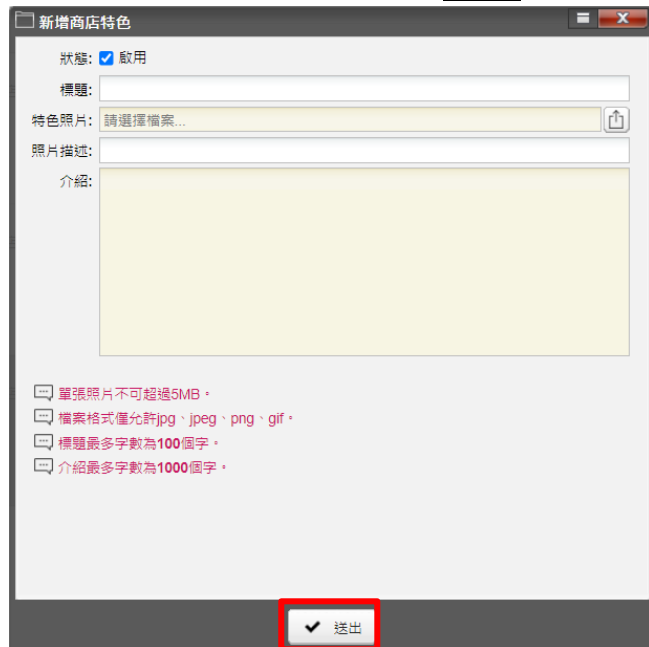 新增商店特色
狀態: 啟用
標題:
特色照片: 請選擇檔案...
照片描述:
介紹:
單張照片不可超過5MB。
檔案格式僅允許jpg、jpeg、png、gif。
標題最多字數為100個字。
介紹最多字數為1000個字。
送出